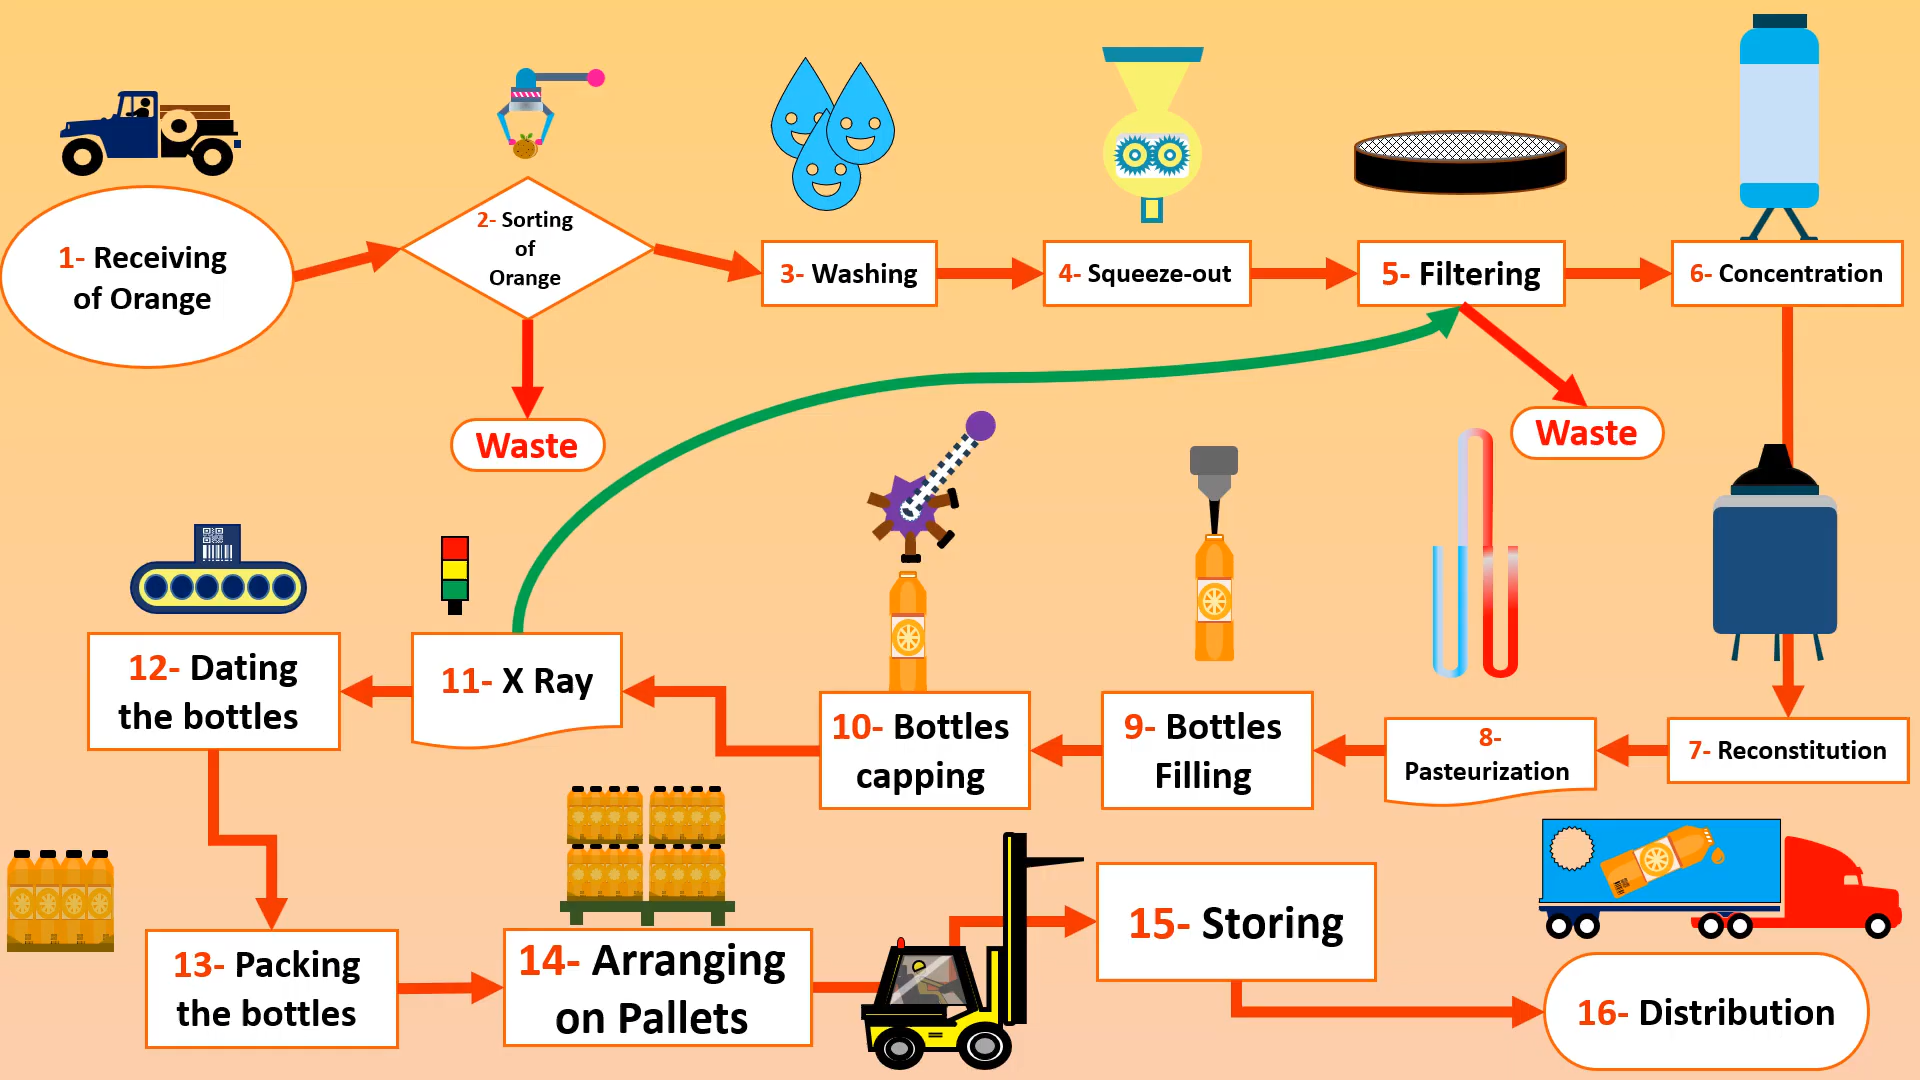 1- Receiving
of Orange
2- Sorting
of
Orange
3- Washing
4- Squeeze-out
5- Filtering
6- Concentration
Waste
Waste
7- Reconstitution
8-
Pasteurization
9- Bottles
Filling
10- Bottles
capping
11- X Ray
12- Dating
the bottles
13- Packing
the bottles
14- Arranging
on Pallets
15- Storing
16- Distribution